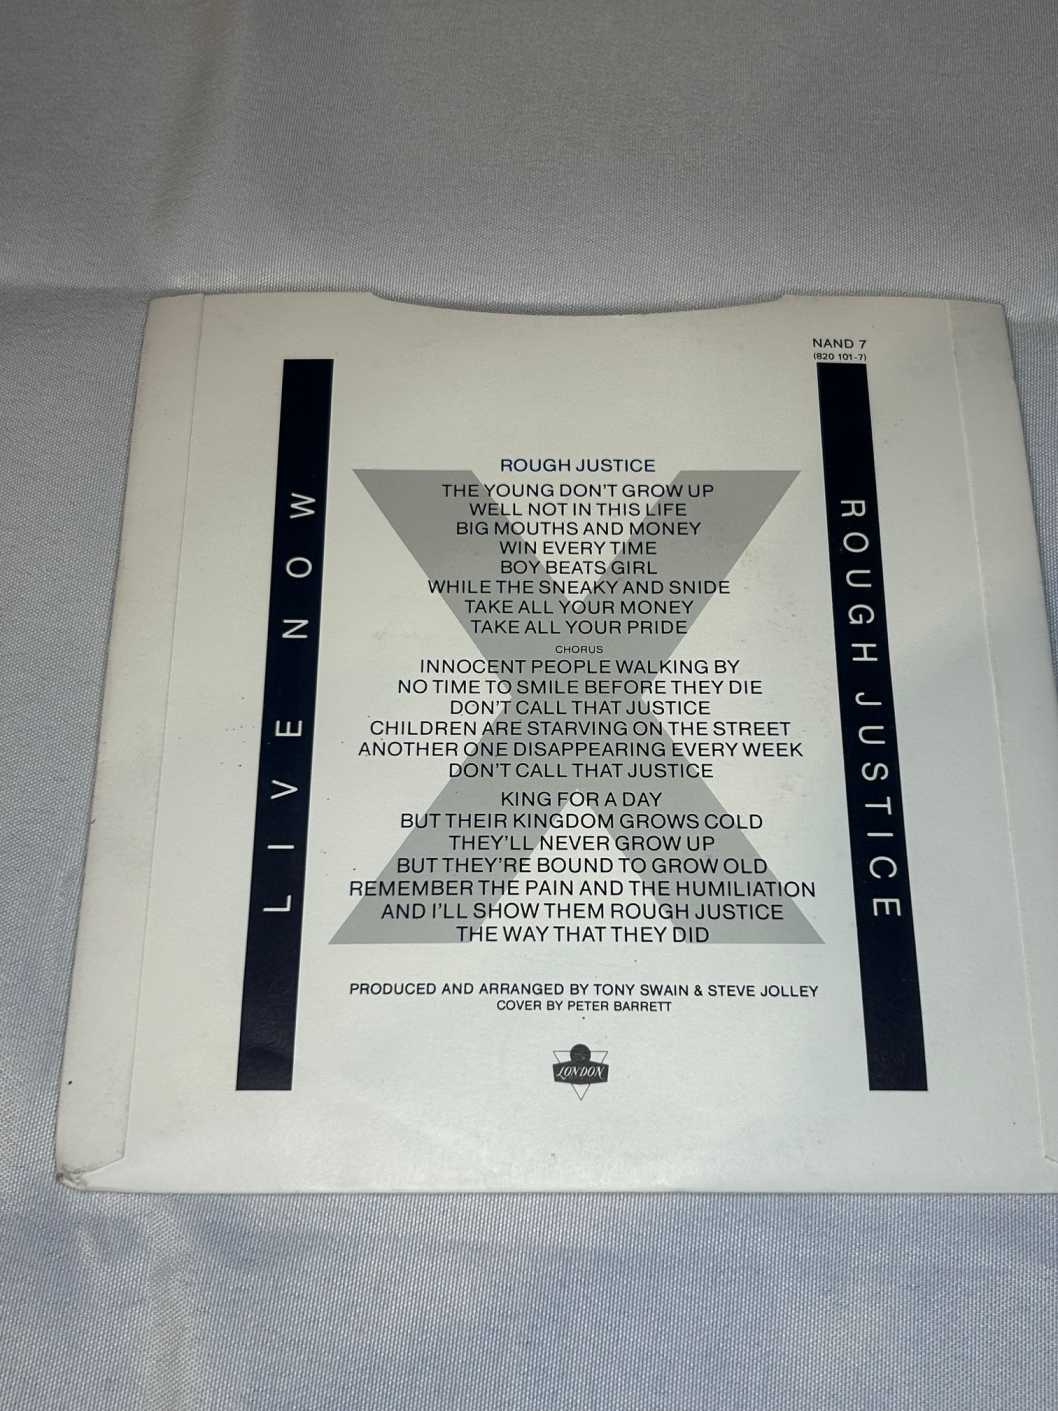 NAND 7
(820 101-7)
LIVE NOW
ROUGH JUSTICE
ROUGH JUSTICE
THE YOUNG DON'T GROW UP
WELL NOT IN THIS LIFE
BIG MOUTHS AND MONEY
WIN EVERY TIME
BOY BEATS GIRL
WHILE THE SNEAKY AND SNIDE
TAKE ALL YOUR MONEY
TAKE ALL YOUR PRIDE
CHORUS
INNOCENT PEOPLE WALKING BY
NO TIME TO SMILE BEFORE THEY DIE
DON'T CALL THAT JUSTICE
CHILDREN ARE STARVING ON THE STREET
ANOTHER ONE DISAPPEARING EVERY WEEK
DON'T CALL THAT JUSTICE
KING FOR A DAY
BUT THEIR KINGDOM GROWS COLD
THEY'LL NEVER GROW UP
BUT THEY'RE BOUND TO GROW OLD
REMEMBER THE PAIN AND THE HUMILIATION
AND I'LL SHOW THEM ROUGH JUSTICE
THE WAY THAT THEY DID
PRODUCED AND ARRANGED BY TONY SWAIN & STEVE JOLLEY
COVER BY PETER BARRETT
LONDON